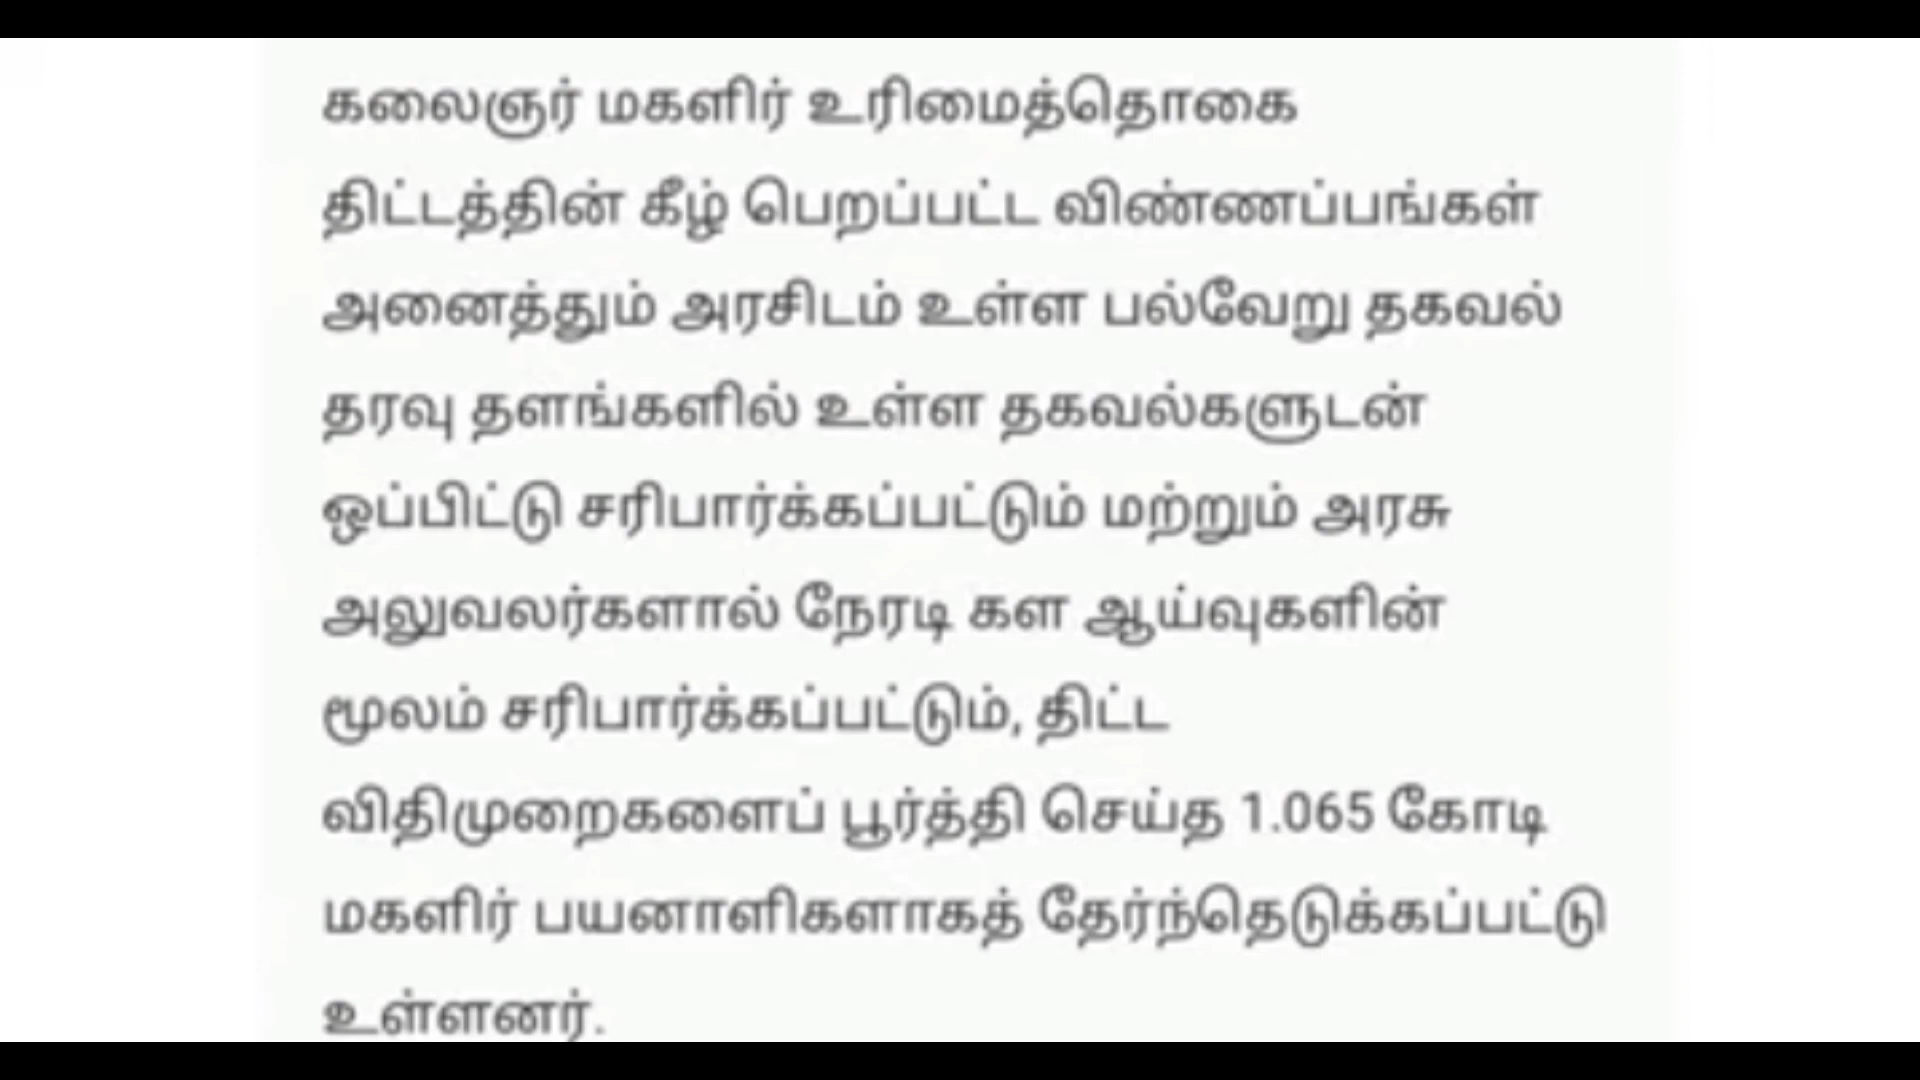 கலைஞர் மகளிர் உரிமைத்தொகை
திட்டத்தின் கீழ் பெறப்பட்ட விண்ணப்பங்கள்
அனைத்தும் அரசிடம் உள்ள பல்வேறு தகவல்
தரவு தளங்களில் உள்ள தகவல்களுடன்
ஒப்பிட்டு சரிபார்க்கப்பட்டும் மற்றும் அரசு
அலுவலர்களால் நேரடி கள ஆய்வுகளின்
மூலம் சரிபார்க்கப்பட்டும், திட்ட
விதிமுறைகளைப் பூர்த்தி செய்த 1.065 கோடி
மகளிர் பயனாளிகளாகத் தேர்ந்தெடுக்கப்பட்டு
உள்ளனர்.